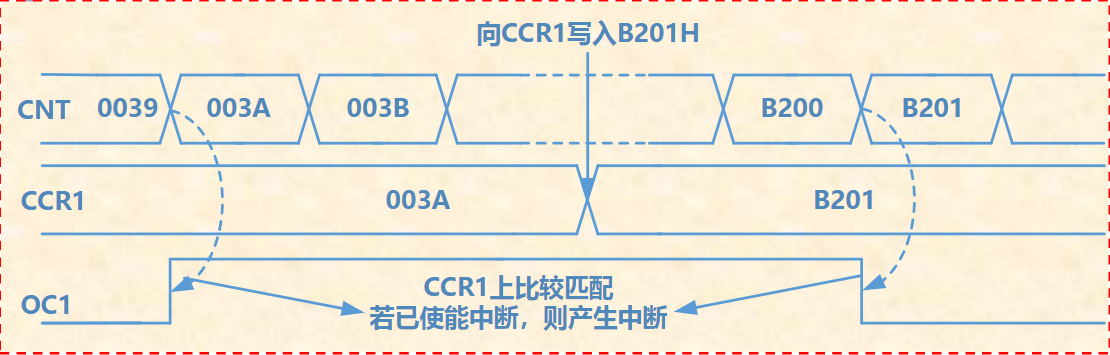 向CCR1写入B201H
CNT 0039 003A 003B B200 B201
CCR1 003A B201
OC1
CCR1上比较匹配
若已使能中断，则产生中断